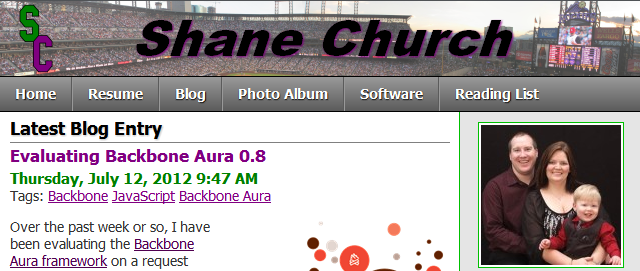 SC
Shane Church
Home Resume Blog Photo Album Software Reading List
Latest Blog Entry
Evaluating Backbone Aura 0.8
Thursday, July 12, 2012 9:47 AM
Tags: Backbone JavaScript Backbone Aura
Over the past week or so, I have
been evaluating the Backbone
Aura framework on a request